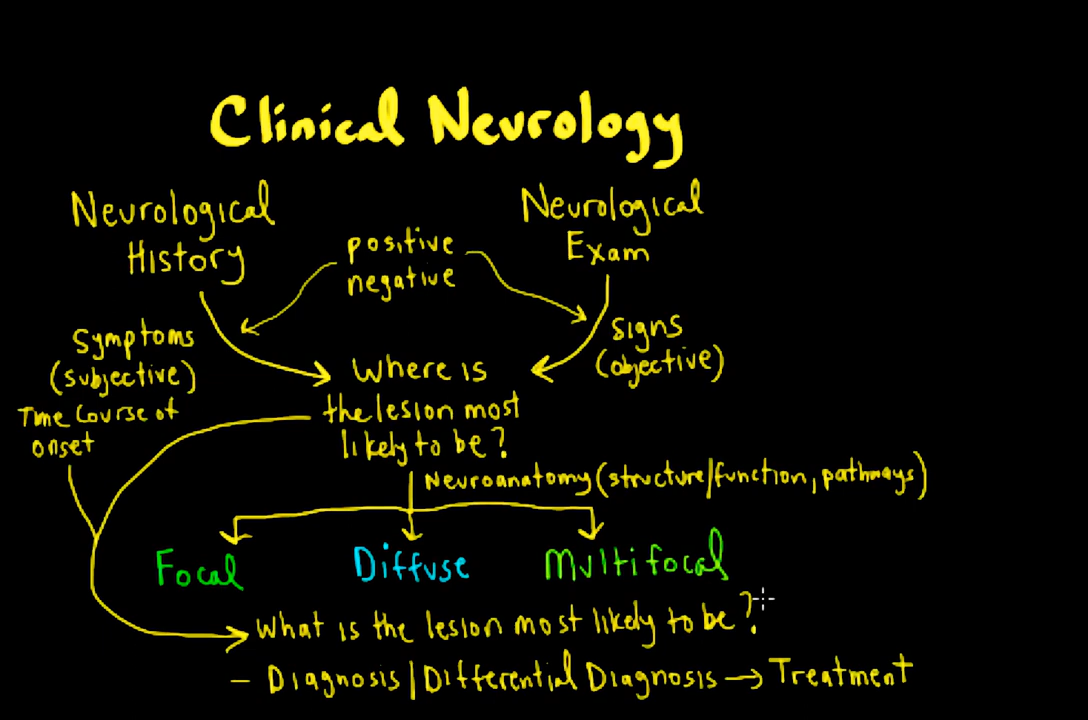 Clinical Neurology
Neurological
History
positive
negative
Neurological
Exam
Symptoms
(subjective)
Time Course of
onset
Signs
(objective)
Where is
the lesion most
likely to be?
Neuroanatomy (structure/function, pathways)
Focal
Diffuse
Multifocal
What is the lesion most likely to be?
- Diagnosis | Differential Diagnosis → Treatment